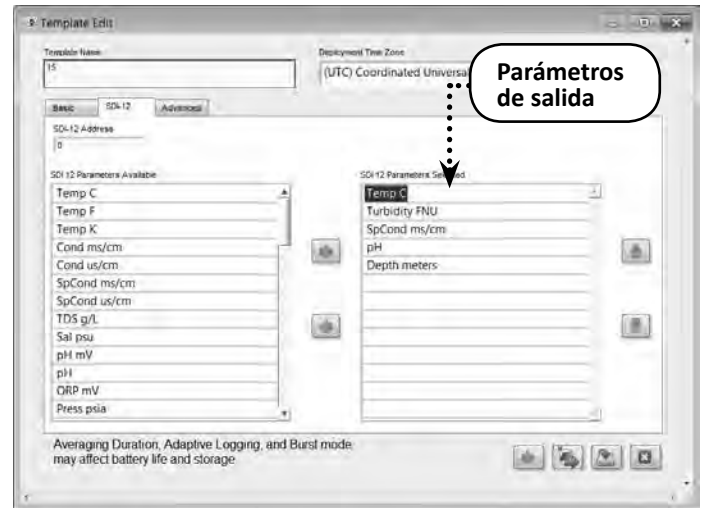 Template Edit
Template Name
Deployment Time Zone
15
(UTC) Coordinated Universal
Parámetros
de salida
Basic
SDI-12
Advanced
SDI-12 Address
0
SDI 12 Parameters Available
SDI 12 Parameters Selected
Temp C
Temp F
Temp K
Cond ms/cm
Cond us/cm
SpCond ms/cm
SpCond us/cm
TDS g/L
Sal psu
pH mV
pH
ORP mV
Press psia
Temp C
Turbidity FNU
SpCond ms/cm
pH
Depth meters
Averaging Duration, Adaptive Logging, and Burst mode
may affect battery life and storage